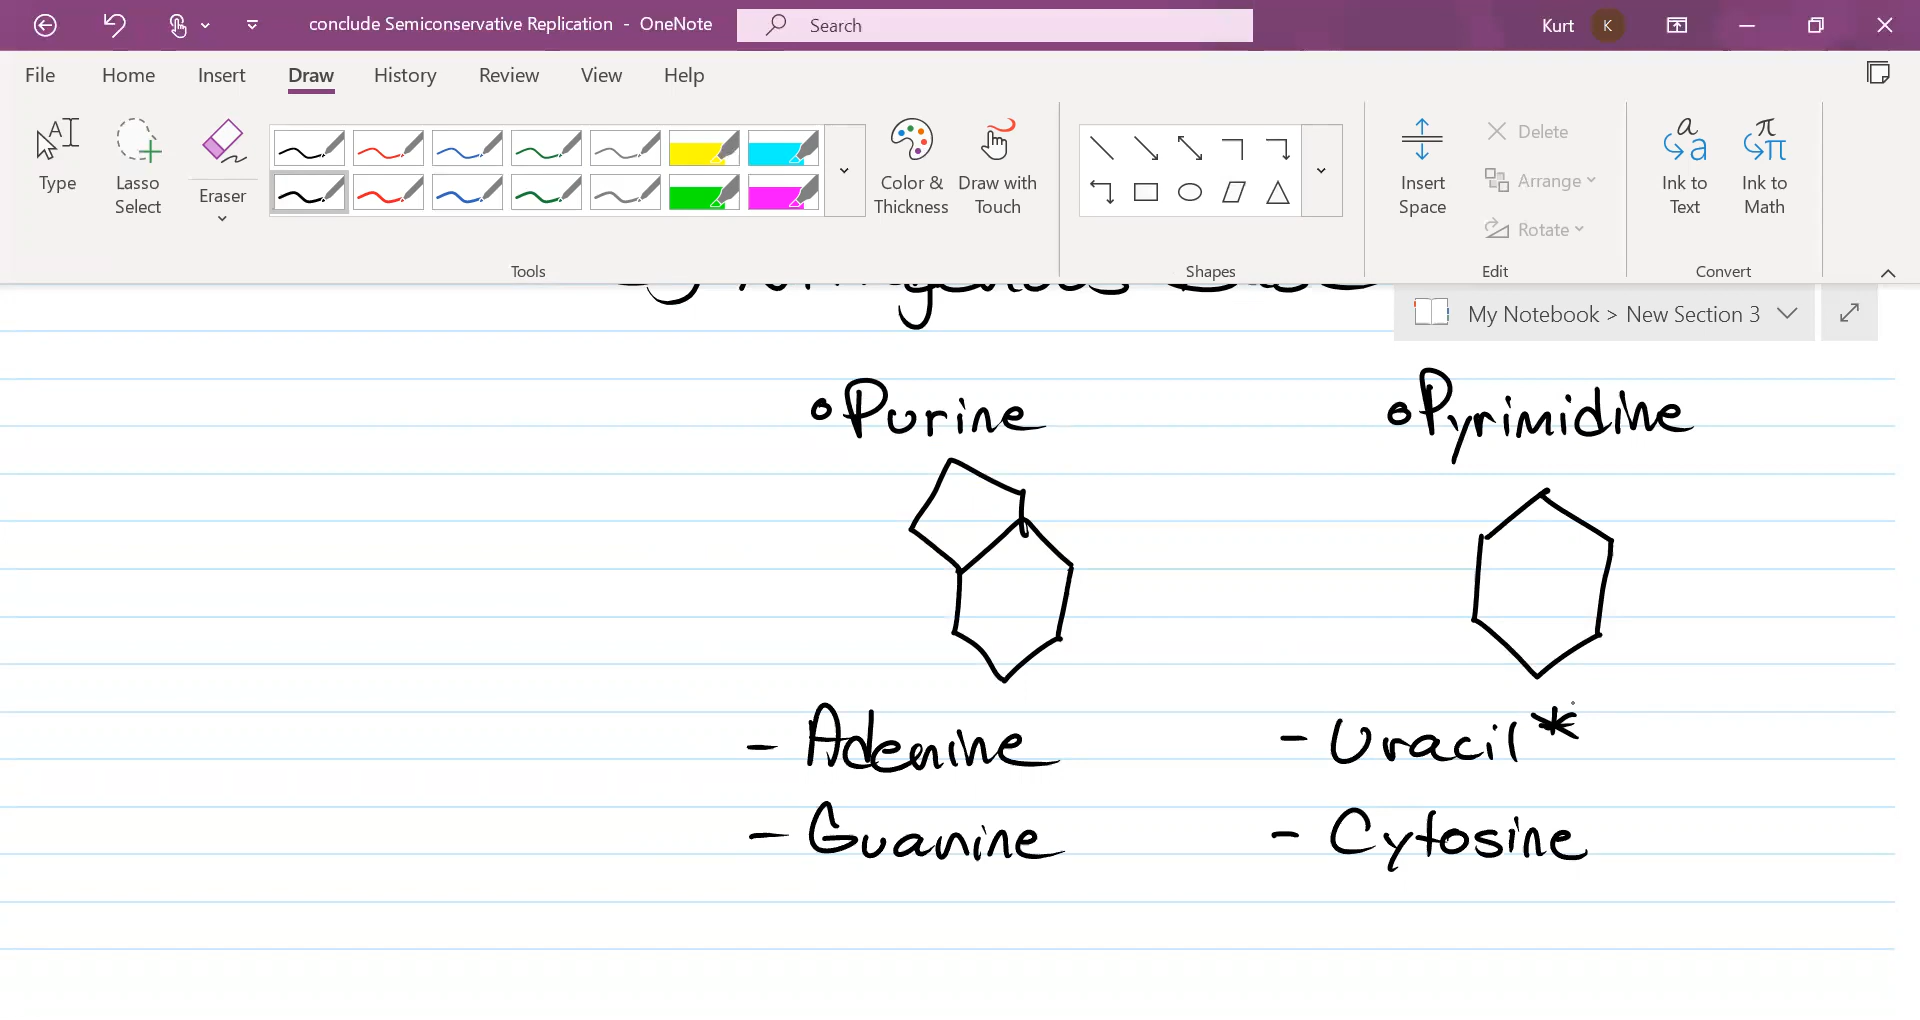 conclude Semiconservative Replication - OneNote
Search
Kurt K
File Home Insert Draw History Review View Help
Type
Lasso Select
Eraser
Color & Thickness
Draw with Touch
Insert Space
Delete
Arrange
Rotate
Ink to Text
Ink to Math
Tools Shapes Edit Convert
My Notebook > New Section 3
Purine
Pyrimidine
- Adenine
- Uracil*
- Guanine
- Cytosine